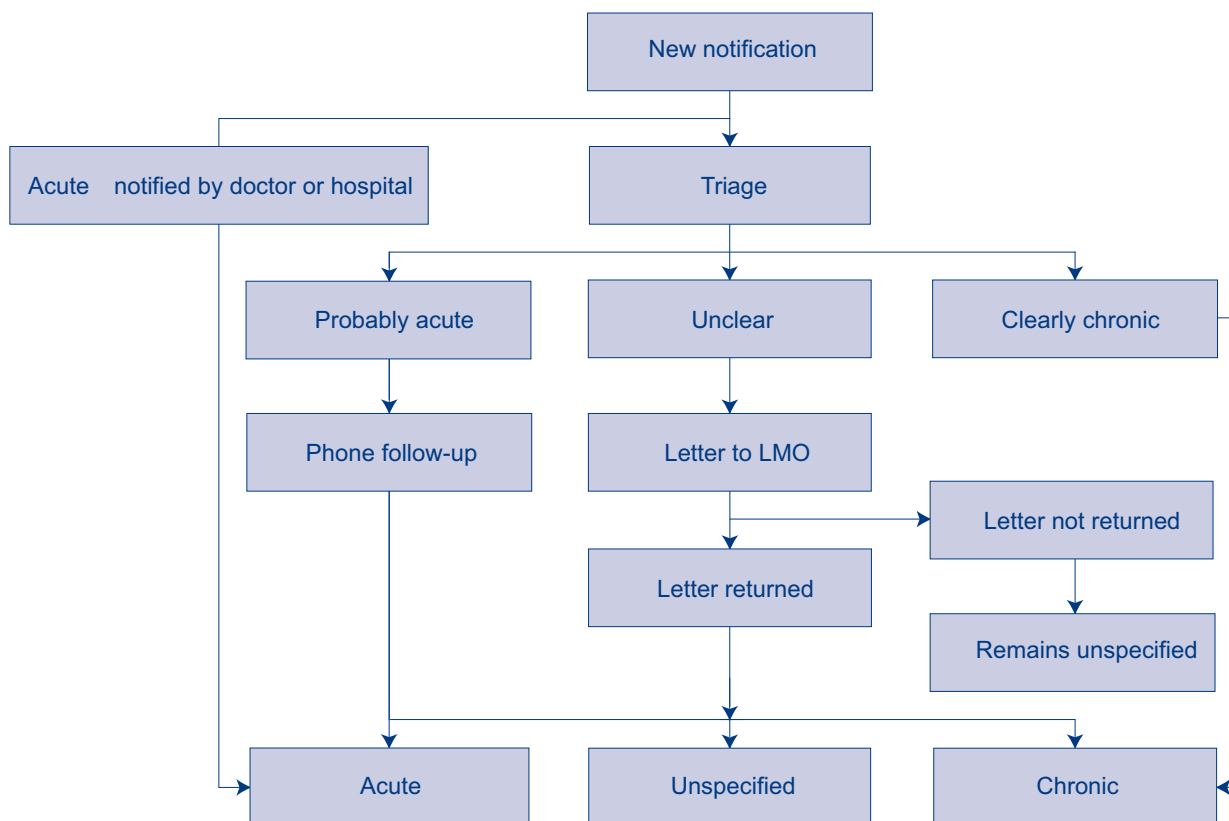 New notification
Acute notified by doctor or hospital
Triage
Probably acute
Unclear
Clearly chronic
Phone follow-up
Letter to LMO
Letter not returned
Letter returned
Remains unspecified
Acute
Unspecified
Chronic